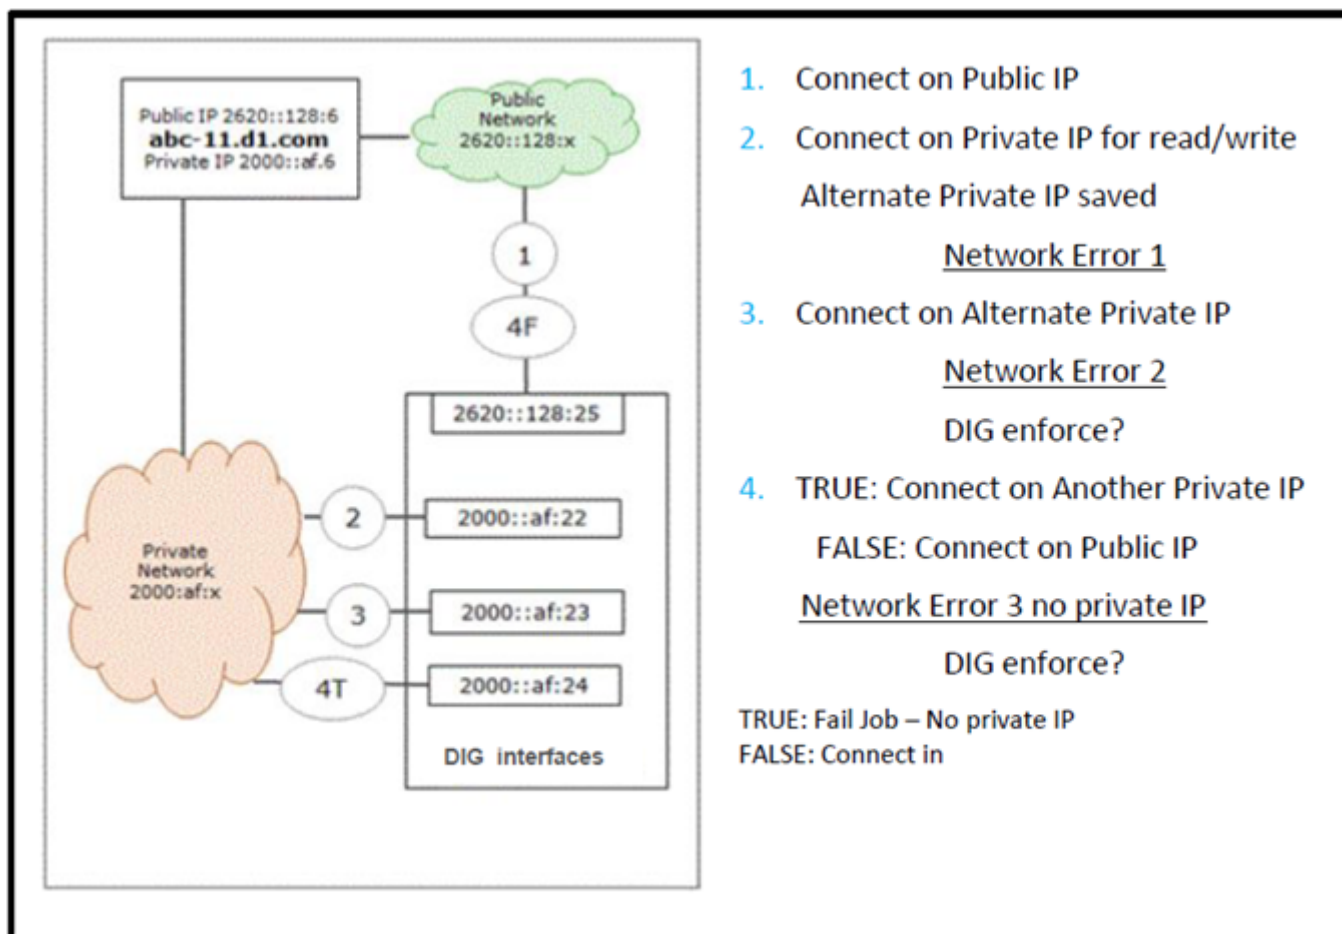 Public IP 2620::128:6
abc-11.d1.com
Private IP 2000::af.6
Public
Network
2620::128:x
1
4F
2620::128:25
2
2000::af:22
Private
Network
2000:af:x
3
2000::af:23
4T
2000::af:24
DIG interfaces
1. Connect on Public IP
2. Connect on Private IP for read/write
Alternate Private IP saved
Network Error 1
3. Connect on Alternate Private IP
Network Error 2
DIG enforce?
4. TRUE: Connect on Another Private IP
FALSE: Connect on Public IP
Network Error 3 no private IP
DIG enforce?
TRUE: Fail Job – No private IP
FALSE: Connect in